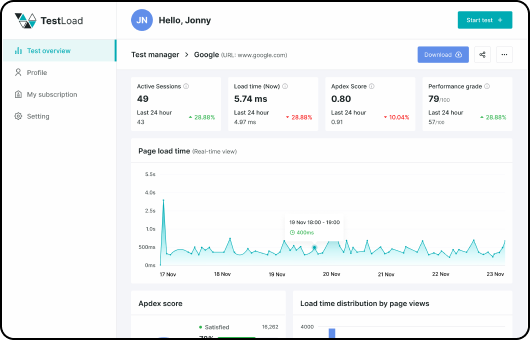 TestLoad
JN
Hello, Jonny
Start test +
Test overview
Profile
My subscription
Setting
Test manager > Google (URL: www.google.com)
Download
Active Sessions
49
Last 24 hour
43
28.88%
Load time (Now)
5.74 ms
Last 24 hour
4.97 ms
28.88%
Apdex Score
0.80
Last 24 hour
0.91
10.04%
Performance grade
79/100
Last 24 hour
57/100
28.88%
Page load time (Real-time view)
5.5s
4.0s
2.5s
1.0s
500ms
0ms
19 Nov 18:00 - 19:00
400ms
17 Nov
18 Nov
19 Nov
20 Nov
21 Nov
22 Nov
23 Nov
Apdex score
Satisfied
16,262
Load time distribution by page views
4000